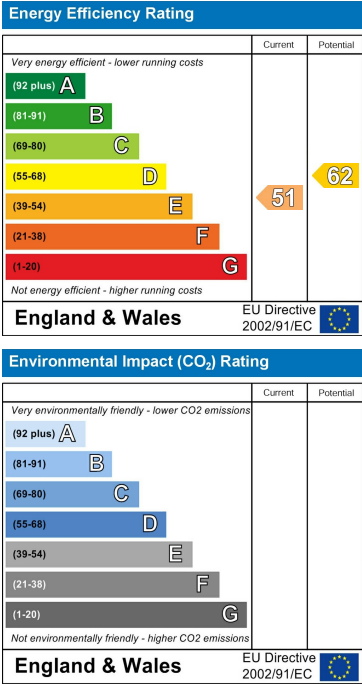 Energy Efficiency Rating
Current Potential
Very energy efficient - lower running costs
(92 plus) A
(81-91) B
(69-80) C
(55-68) D
(39-54) E
(21-38) F
(1-20) G
51
62
Not energy efficient - higher running costs
England & Wales
EU Directive
2002/91/EC
Environmental Impact (CO₂) Rating
Current Potential
Very environmentally friendly - lower CO2 emissions
(92 plus) A
(81-91) B
(69-80) C
(55-68) D
(39-54) E
(21-38) F
(1-20) G
Not environmentally friendly - higher CO2 emissions
England & Wales
EU Directive
2002/91/EC